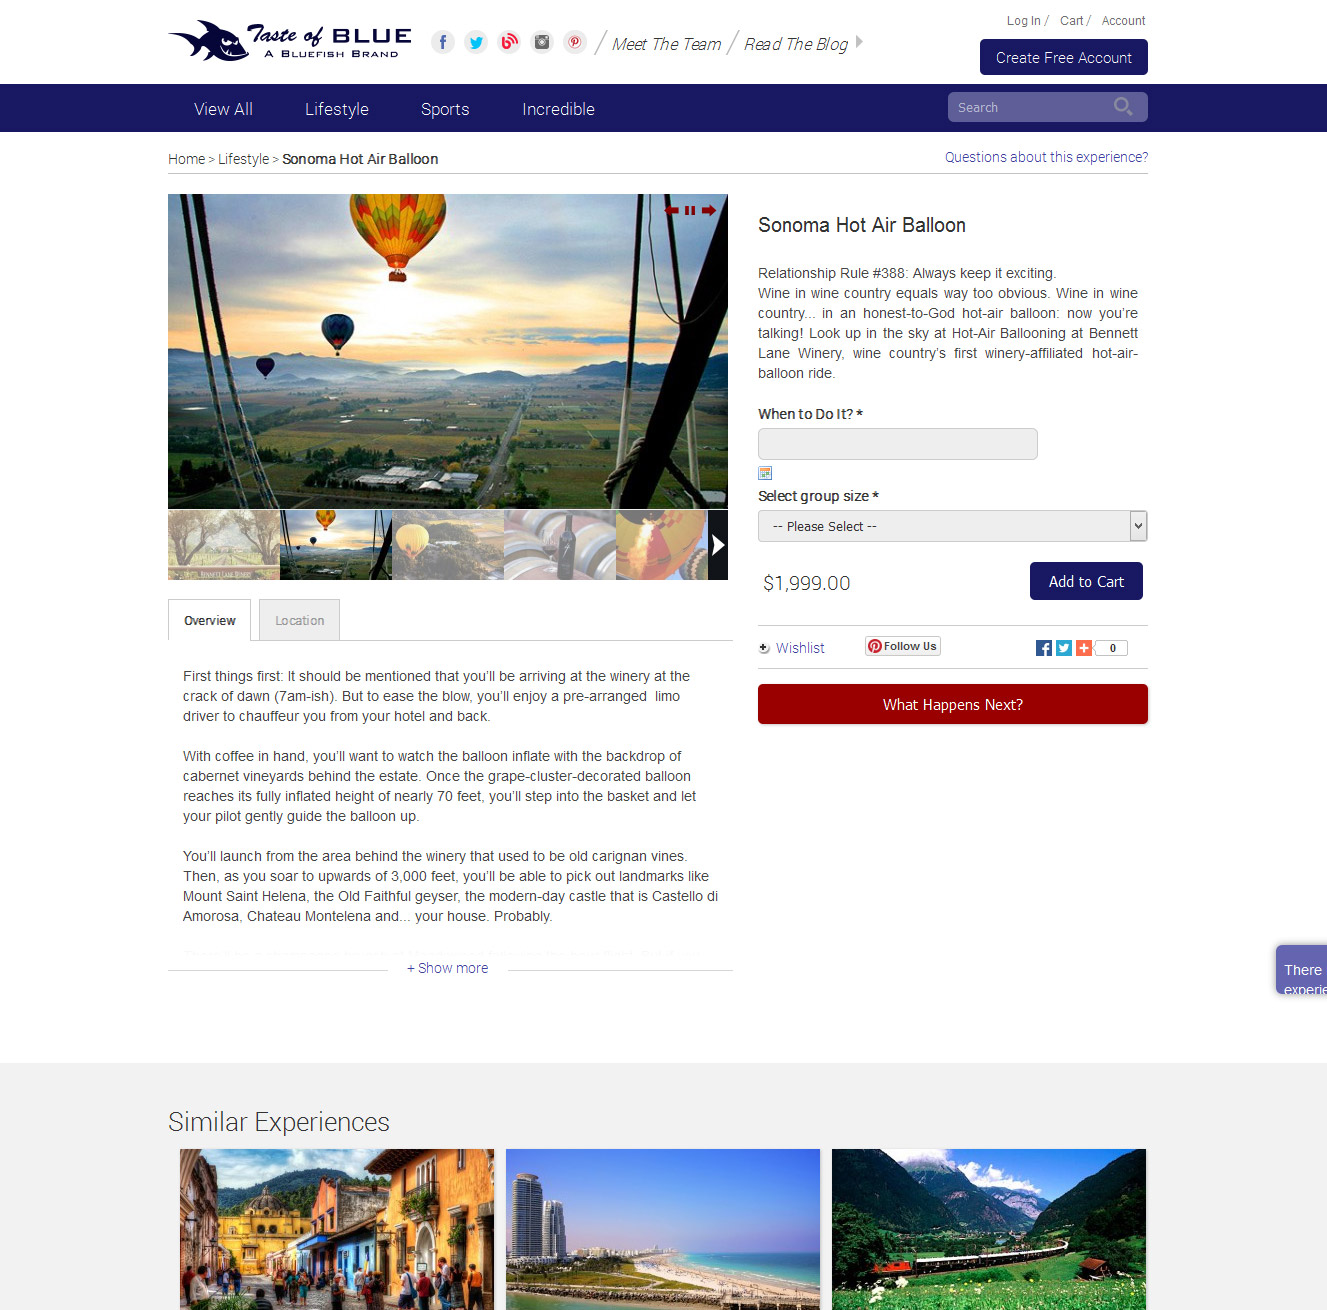 Taste of BLUE
A BLUEFISH BRAND
Meet The Team
Read The Blog
Log In /
Cart /
Account
Create Free Account
View All
Lifestyle
Sports
Incredible
Search
Home > Lifestyle > Sonoma Hot Air Balloon
Questions about this experience?
Sonoma Hot Air Balloon
Relationship Rule #388: Always keep it exciting.
Wine in wine country equals way too obvious. Wine in wine
country... in an honest-to-God hot-air balloon: now you're
talking! Look up in the sky at Hot-Air Ballooning at Bennett
Lane Winery, wine country's first winery-affiliated hot-air-
balloon ride.
When to Do It? *
Select group size *
-- Please Select --
$1,999.00
Add to Cart
Wishlist
Follow Us
0
What Happens Next?
BENNETT LANE WINERY
Overview
Location
First things first: It should be mentioned that you'll be arriving at the winery at the
crack of dawn (7am-ish). But to ease the blow, you'll enjoy a pre-arranged  limo
driver to chauffeur you from your hotel and back.
With coffee in hand, you'll want to watch the balloon inflate with the backdrop of
cabernet vineyards behind the estate. Once the grape-cluster-decorated balloon
reaches its fully inflated height of nearly 70 feet, you'll step into the basket and let
your pilot gently guide the balloon up.
You'll launch from the area behind the winery that used to be old carignan vines.
Then, as you soar to upwards of 3,000 feet, you'll be able to pick out landmarks like
Mount Saint Helena, the Old Faithful geyser, the modern-day castle that is Castello di
Amorosa, Chateau Montelena and... your house. Probably.
+ Show more
There
experie
Similar Experiences